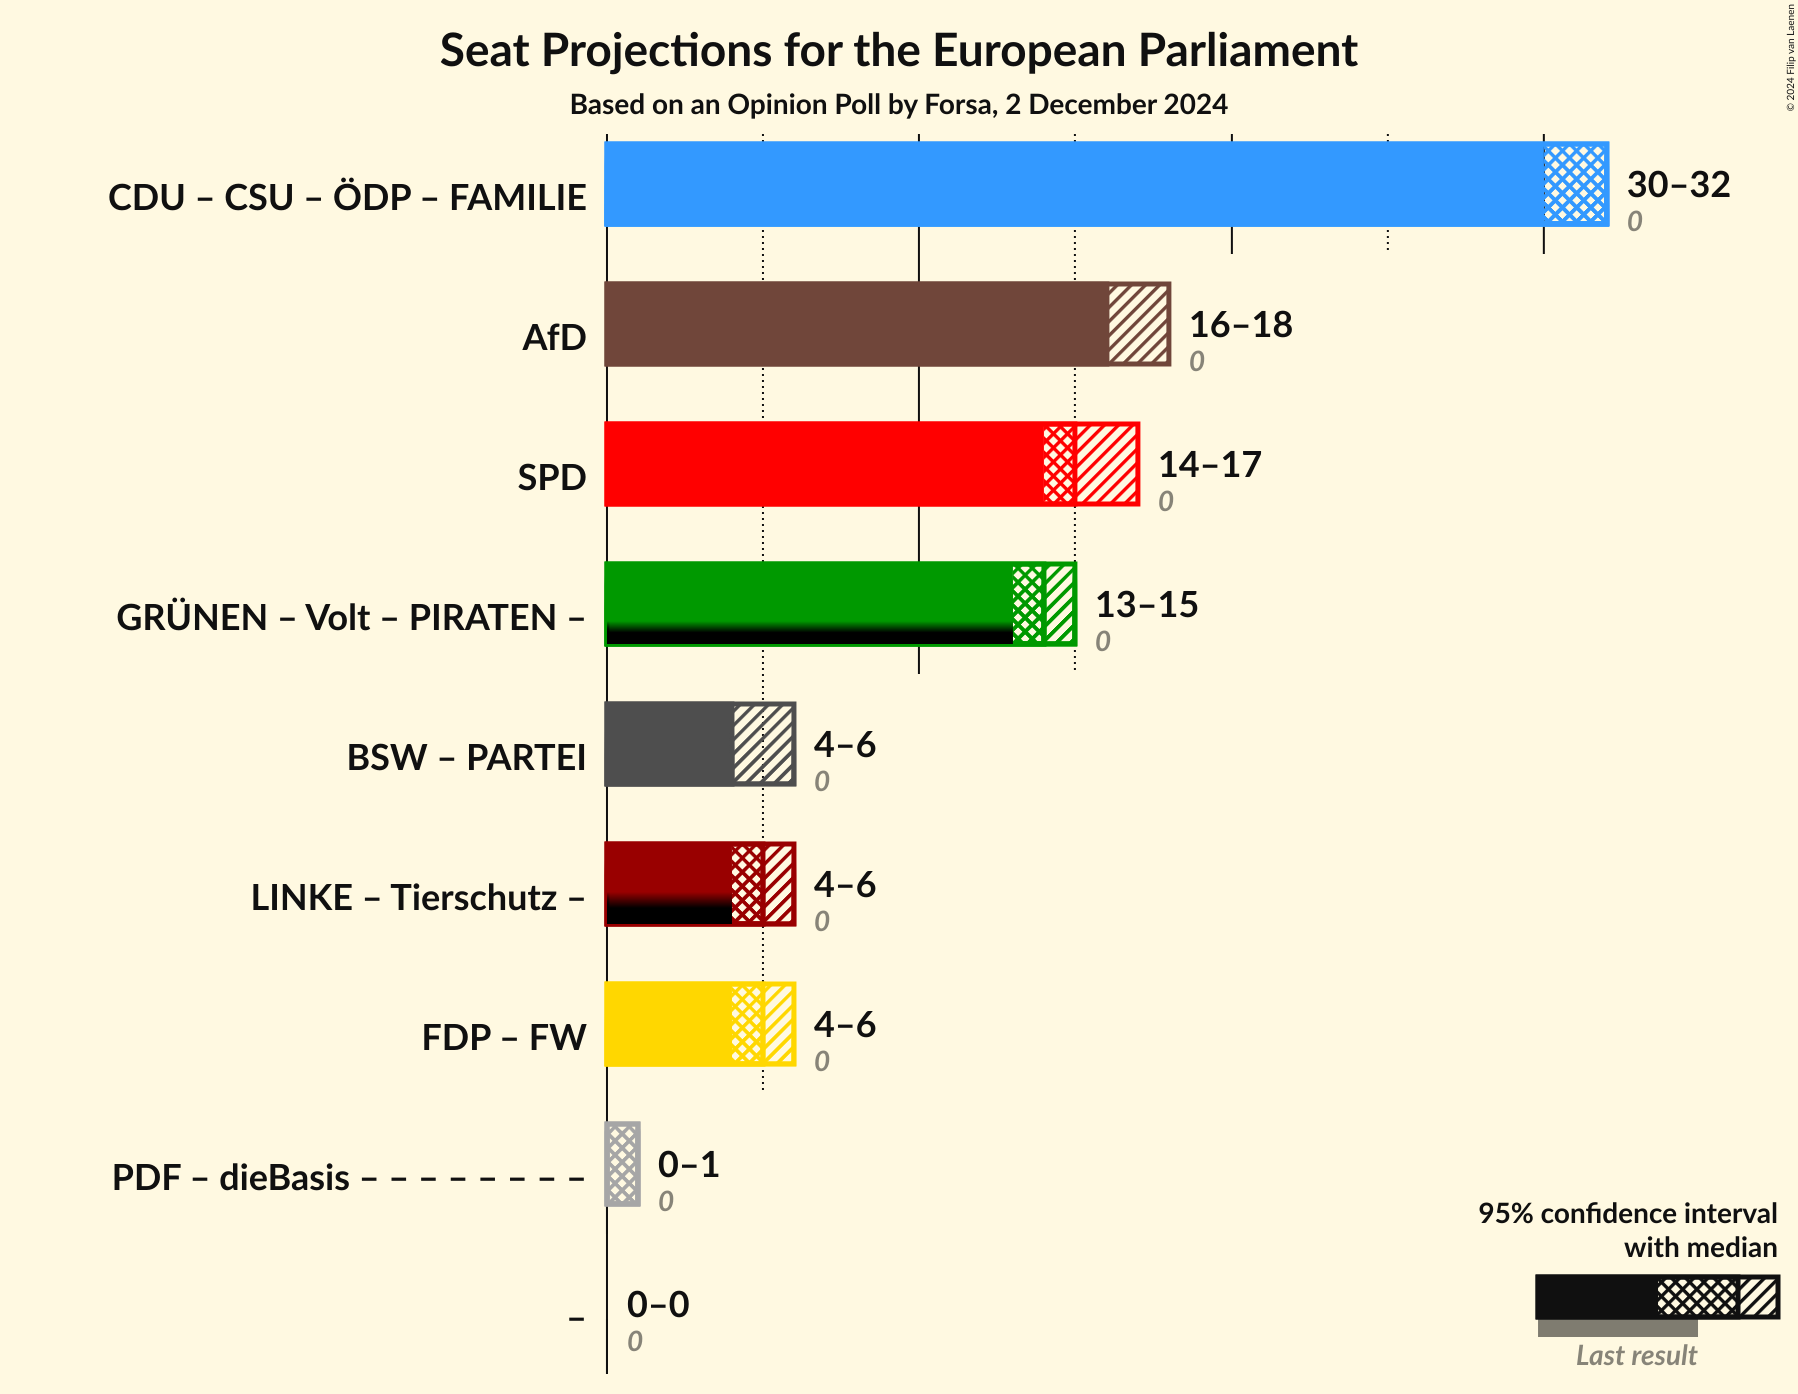 Seat Projections for the European Parliament
Based on an Opinion Poll by Forsa, 2 December 2024
© 2024 Filip van Laenen
CDU – CSU – ÖDP – FAMILIE
30–32
0
AfD
16–18
0
SPD
14–17
0
GRÜNEN – Volt – PIRATEN –
13–15
0
BSW – PARTEI
4–6
0
LINKE – Tierschutz –
4–6
0
FDP – FW
4–6
0
PDF – dieBasis – – – – – – – –
0–1
0
–
0–0
0
95% confidence interval
with median
Last result